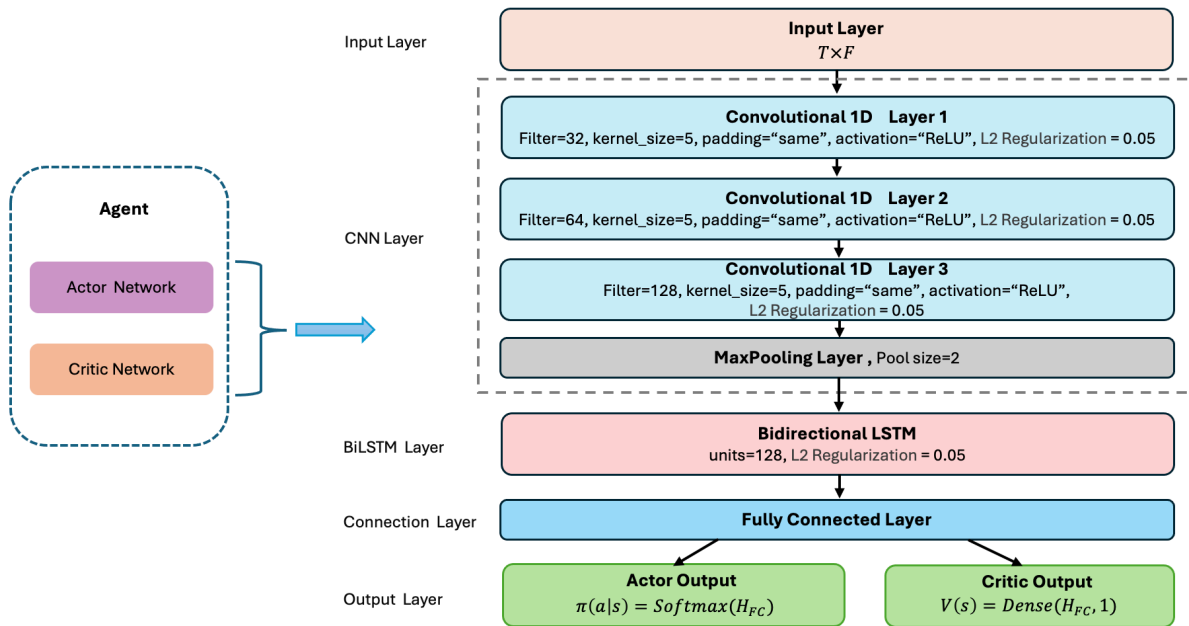 Agent
Actor Network
Critic Network
Input Layer
Input Layer
T×F
CNN Layer
Convolutional 1D Layer 1
Filter=32, kernel_size=5, padding=“same”, activation=“ReLU”, L2 Regularization = 0.05
Convolutional 1D Layer 2
Filter=64, kernel_size=5, padding=“same”, activation=“ReLU”, L2 Regularization = 0.05
Convolutional 1D Layer 3
Filter=128, kernel_size=5, padding=“same”, activation=“ReLU”,
L2 Regularization = 0.05
MaxPooling Layer , Pool size=2
BiLSTM Layer
Bidirectional LSTM
units=128, L2 Regularization = 0.05
Connection Layer
Fully Connected Layer
Output Layer
Actor Output
π(a|s) = Softmax(H_FC)
Critic Output
V(s) = Dense(H_FC, 1)